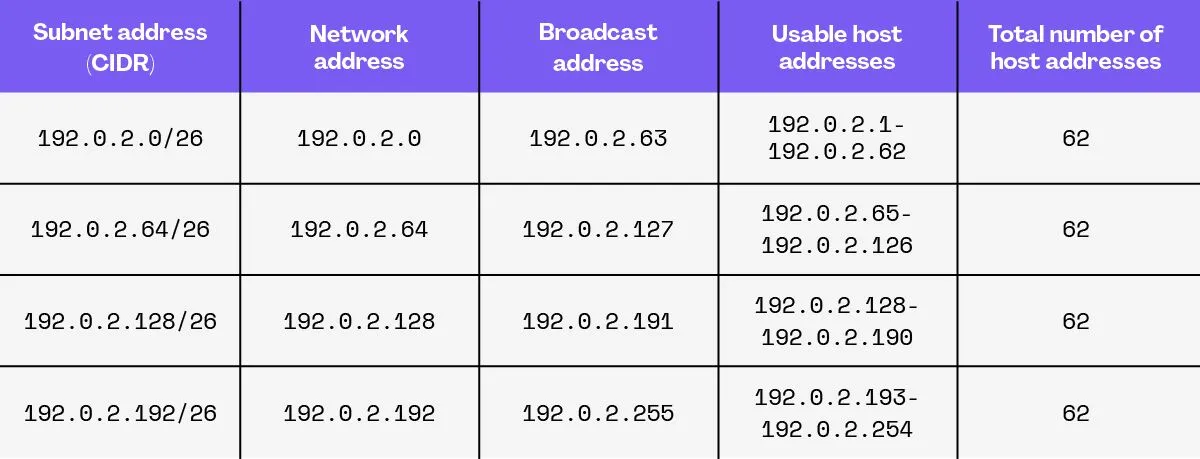 Subnet address
(CIDR)
Network
address
Broadcast
address
Usable host
addresses
Total number of
host addresses
192.0.2.0/26
192.0.2.0
192.0.2.63
192.0.2.1-
192.0.2.62
62
192.0.2.64/26
192.0.2.64
192.0.2.127
192.0.2.65-
192.0.2.126
62
192.0.2.128/26
192.0.2.128
192.0.2.191
192.0.2.128-
192.0.2.190
62
192.0.2.192/26
192.0.2.192
192.0.2.255
192.0.2.193-
192.0.2.254
62